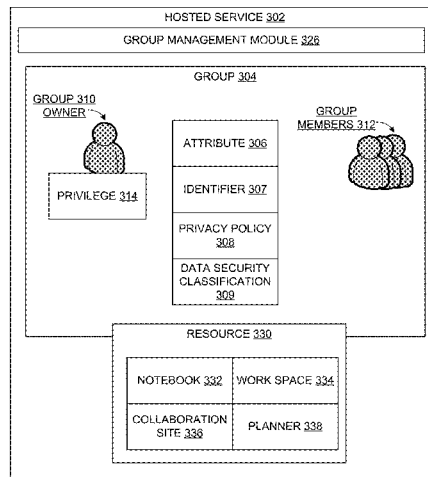 HOSTED SERVICE 302
GROUP MANAGEMENT MODULE 326
GROUP 304
GROUP 310
OWNER
GROUP
MEMBERS 312
PRIVILEGE 314
ATTRIBUTE 306
IDENTIFIER 307
PRIVACY POLICY
308
DATA SECURITY
CLASSIFICATION
309
RESOURCE 330
NOTEBOOK 332
WORK SPACE 334
COLLABORATION
SITE 336
PLANNER 338